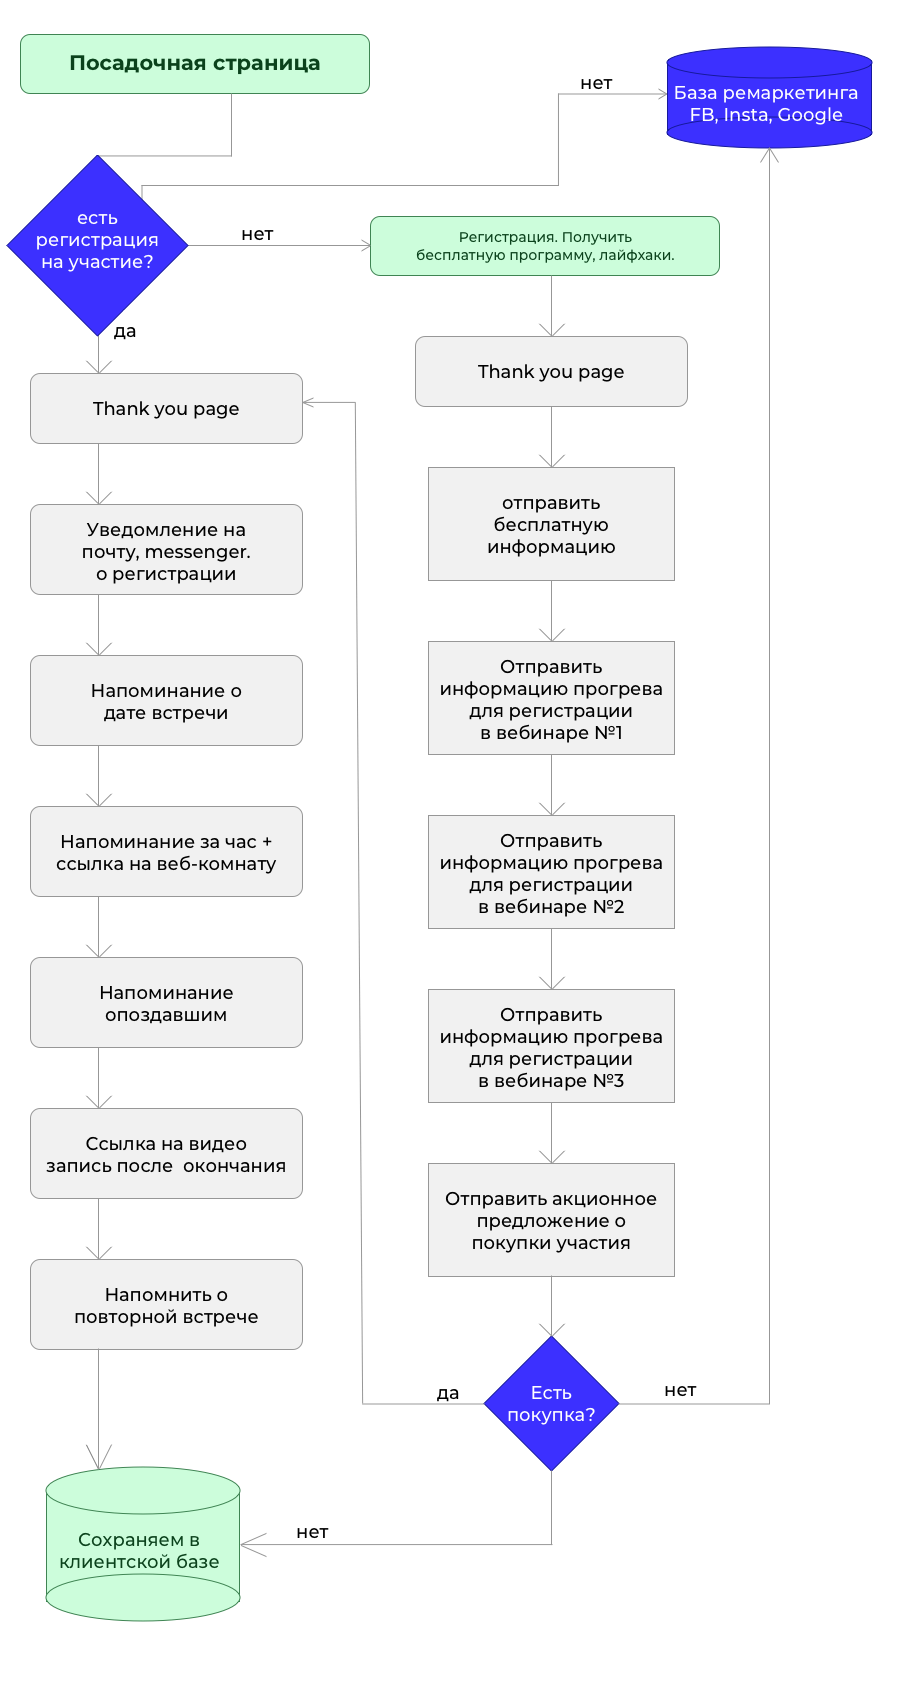 Посадочная страница
нет
База ремаркетинга
FB, Insta, Google
есть
регистрация
на участие?
нет
Регистрация. Получить
бесплатную программу, лайфхаки.
да
Thank you page
Thank you page
Уведомление на
почту, messenger.
о регистрации
отправить
бесплатную
информацию
Напоминание о
дате встречи
Отправить
информацию прогрева
для регистрации
в вебинаре №1
Напоминание за час +
ссылка на веб-комнату
Отправить
информацию прогрева
для регистрации
в вебинаре №2
Напоминание
опоздавшим
Отправить
информацию прогрева
для регистрации
в вебинаре №3
Ссылка на видео
запись после  окончания
Отправить акционное
предложение о
покупки участия
Напомнить о
повторной встрече
да
Есть
покупка?
нет
нет
Сохраняем в
клиентской базе